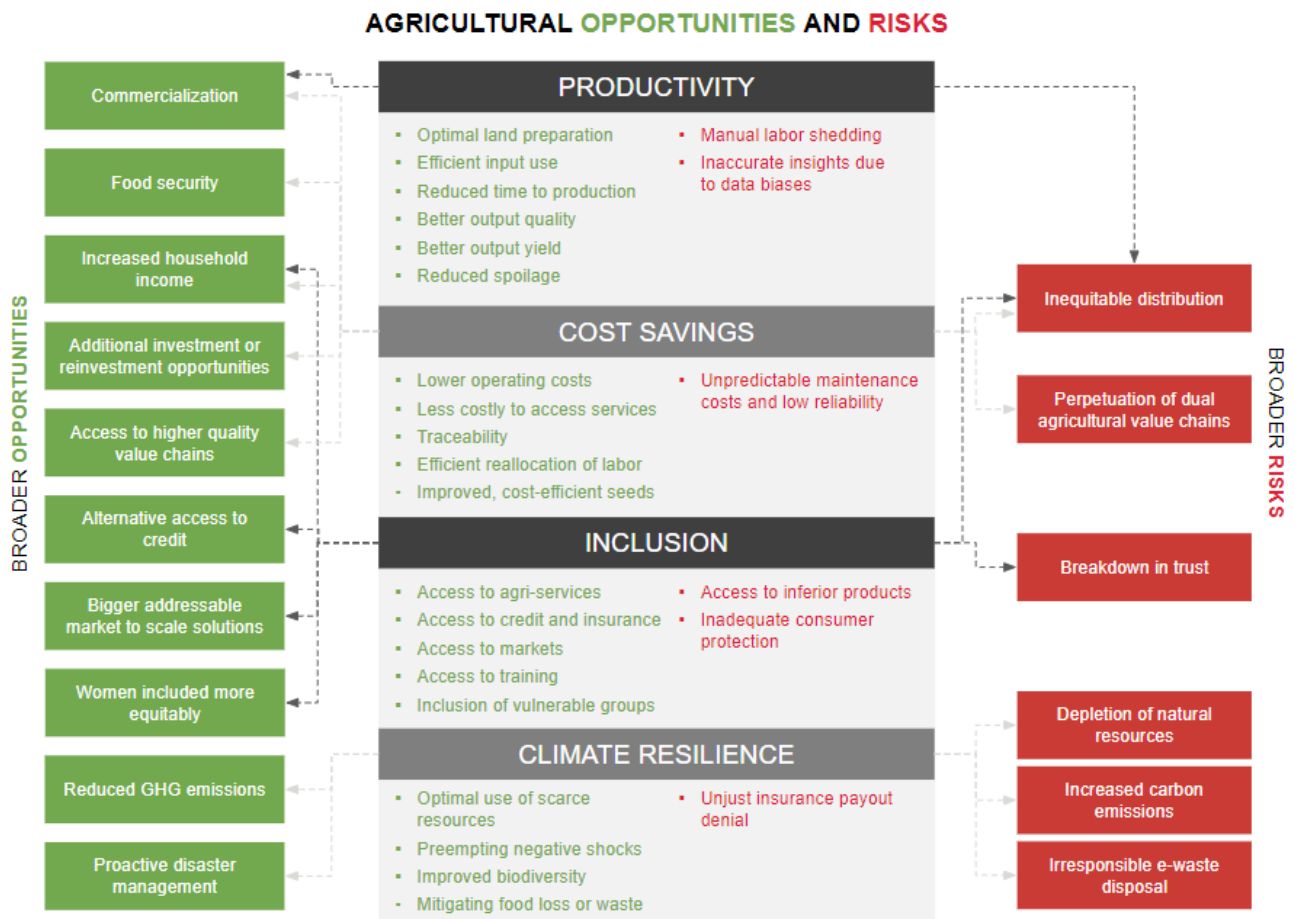 AGRICULTURAL OPPORTUNITIES AND RISKS
BROADER OPPORTUNITIES
Commercialization
Food security
Increased household
income
Additional investment or
reinvestment opportunities
Access to higher quality
value chains
Alternative access to
credit
Bigger addressable
market to scale solutions
Women included more
equitably
Reduced GHG emissions
Proactive disaster
management
PRODUCTIVITY
▪ Optimal land preparation
▪ Efficient input use
▪ Reduced time to production
▪ Better output quality
▪ Better output yield
▪ Reduced spoilage
▪ Manual labor shedding
▪ Inaccurate insights due
to data biases
COST SAVINGS
▪ Lower operating costs
▪ Less costly to access services
▪ Traceability
▪ Efficient reallocation of labor
- Improved, cost-efficient seeds
▪ Unpredictable maintenance
costs and low reliability
INCLUSION
▪ Access to agri-services
▪ Access to credit and insurance
▪ Access to markets
▪ Access to training
▪ Inclusion of vulnerable groups
▪ Access to inferior products
▪ Inadequate consumer
protection
CLIMATE RESILIENCE
▪ Optimal use of scarce
resources
▪ Preempting negative shocks
▪ Improved biodiversity
- Mitigating food loss or waste
▪ Unjust insurance payout
denial
Inequitable distribution
Perpetuation of dual
agricultural value chains
Breakdown in trust
Depletion of natural
resources
Increased carbon
emissions
Irresponsible e-waste
disposal
BROADER RISKS